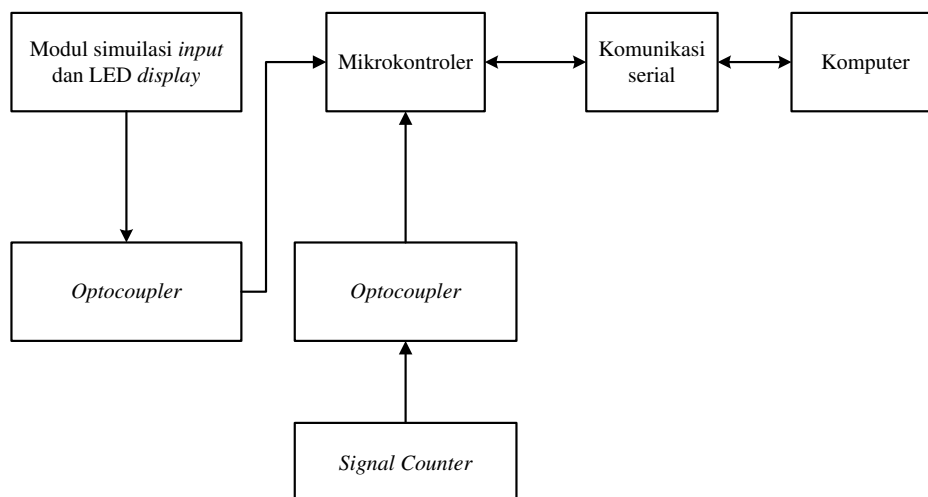 Modul simuilasi input
dan LED display
Mikrokontroler
Komunikasi
serial
Komputer
Optocoupler
Optocoupler
Signal Counter